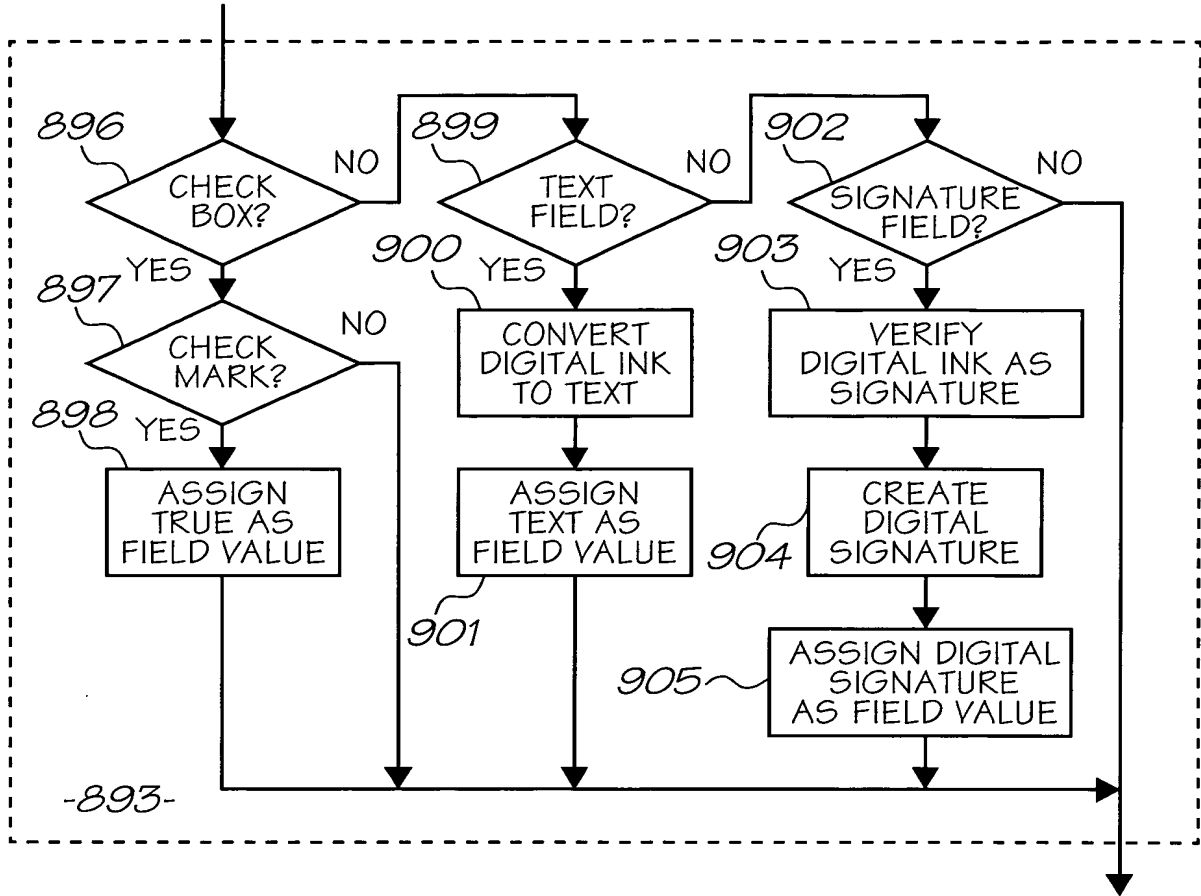 896
CHECK
BOX?
NO
YES
897
CHECK
MARK?
NO
YES
898
ASSIGN
TRUE AS
FIELD VALUE
899
TEXT
FIELD?
NO
YES
900
CONVERT
DIGITAL INK
TO TEXT
ASSIGN
TEXT AS
FIELD VALUE
901
902
SIGNATURE
FIELD?
NO
YES
903
VERIFY
DIGITAL INK AS
SIGNATURE
CREATE
DIGITAL
SIGNATURE
904
905
ASSIGN DIGITAL
SIGNATURE
AS FIELD VALUE
-893-